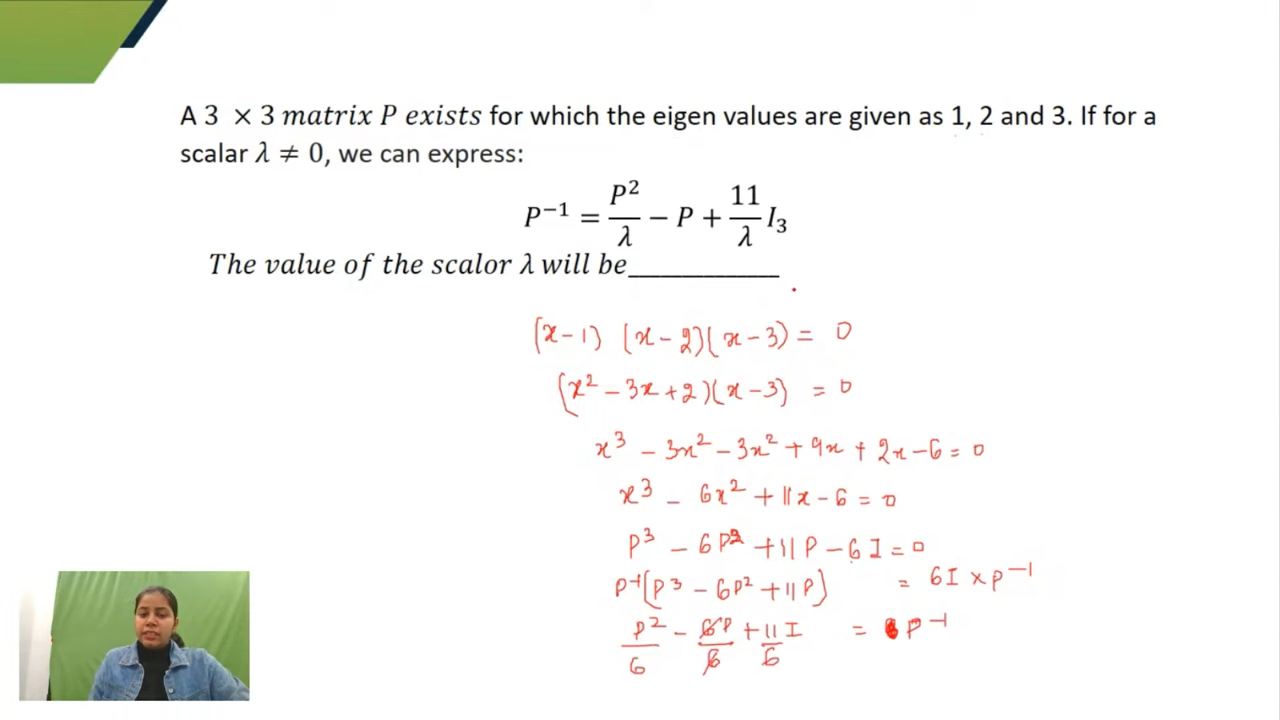 A 3 × 3 matrix P exists for which the eigen values are given as 1, 2 and 3. If for a
scalar λ ≠ 0, we can express:
P⁻¹ = P²/λ − P + 11/λ I₃
The value of the scalor λ will be____________
(x−1) (x−2)(x−3) = 0
(x² − 3x + 2)(x−3) = 0
x³ − 3x² − 3x² + 9x + 2x − 6 = 0
x³ − 6x² + 11x − 6 = 0
P³ − 6P² + 11P − 6I = 0
P⁻¹(P³ − 6P² + 11P) = 6I × P⁻¹
P²/6 − 6P/6 + 11I/6 = P⁻¹